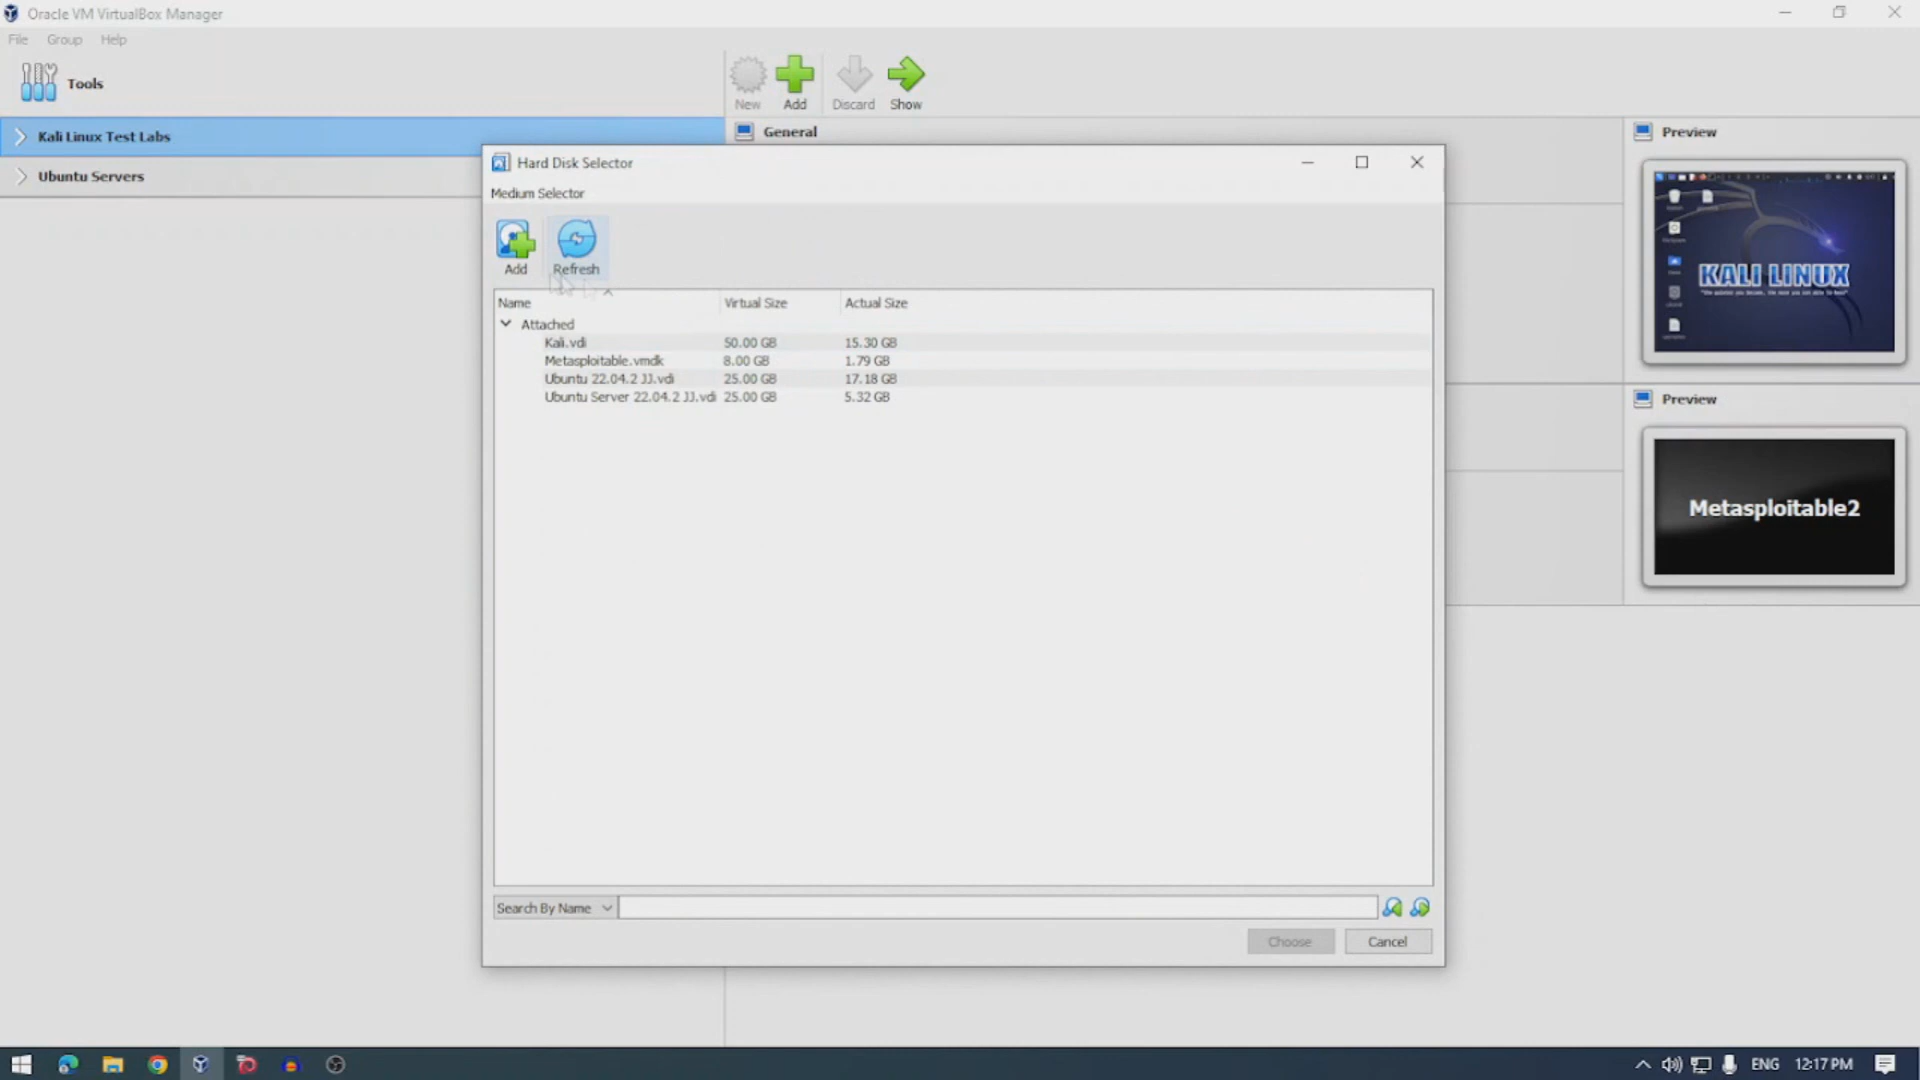 Oracle VM VirtualBox Manager
File Group Help
Tools
New Add Discard Show
Kali Linux Test Labs
Ubuntu Servers
General
Preview
KALI LINUX
Preview
Metasploitable2
Hard Disk Selector
Medium Selector
Add Refresh
Name Virtual Size Actual Size
Attached
Kali.vdi 50.00 GB 15.30 GB
Metasploitable.vmdk 8.00 GB 1.79 GB
Ubuntu 22.04.2 JJ.vdi 25.00 GB 17.18 GB
Ubuntu Server 22.04.2 JJ.vdi 25.00 GB 5.32 GB
Search By Name
Choose Cancel
ENG 12:17 PM